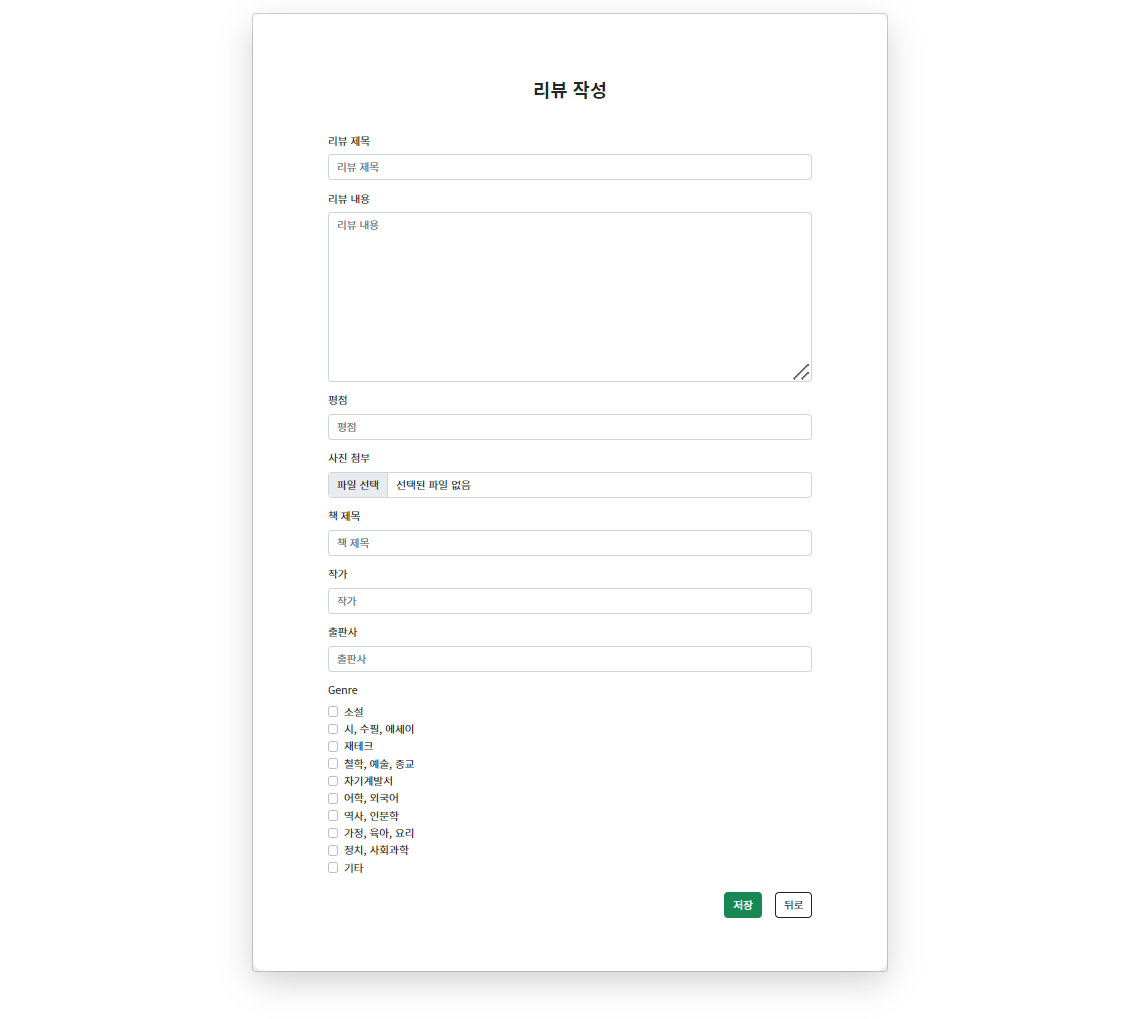 리뷰 작성
리뷰 제목
리뷰 제목
리뷰 내용
리뷰 내용
평점
평점
사진 첨부
파일 선택 선택된 파일 없음
책 제목
책 제목
작가
작가
출판사
출판사
Genre
소설
시, 수필, 에세이
재테크
철학, 예술, 종교
자기계발서
어학, 외국어
역사, 인문학
가정, 육아, 요리
정치, 사회과학
기타
저장 뒤로